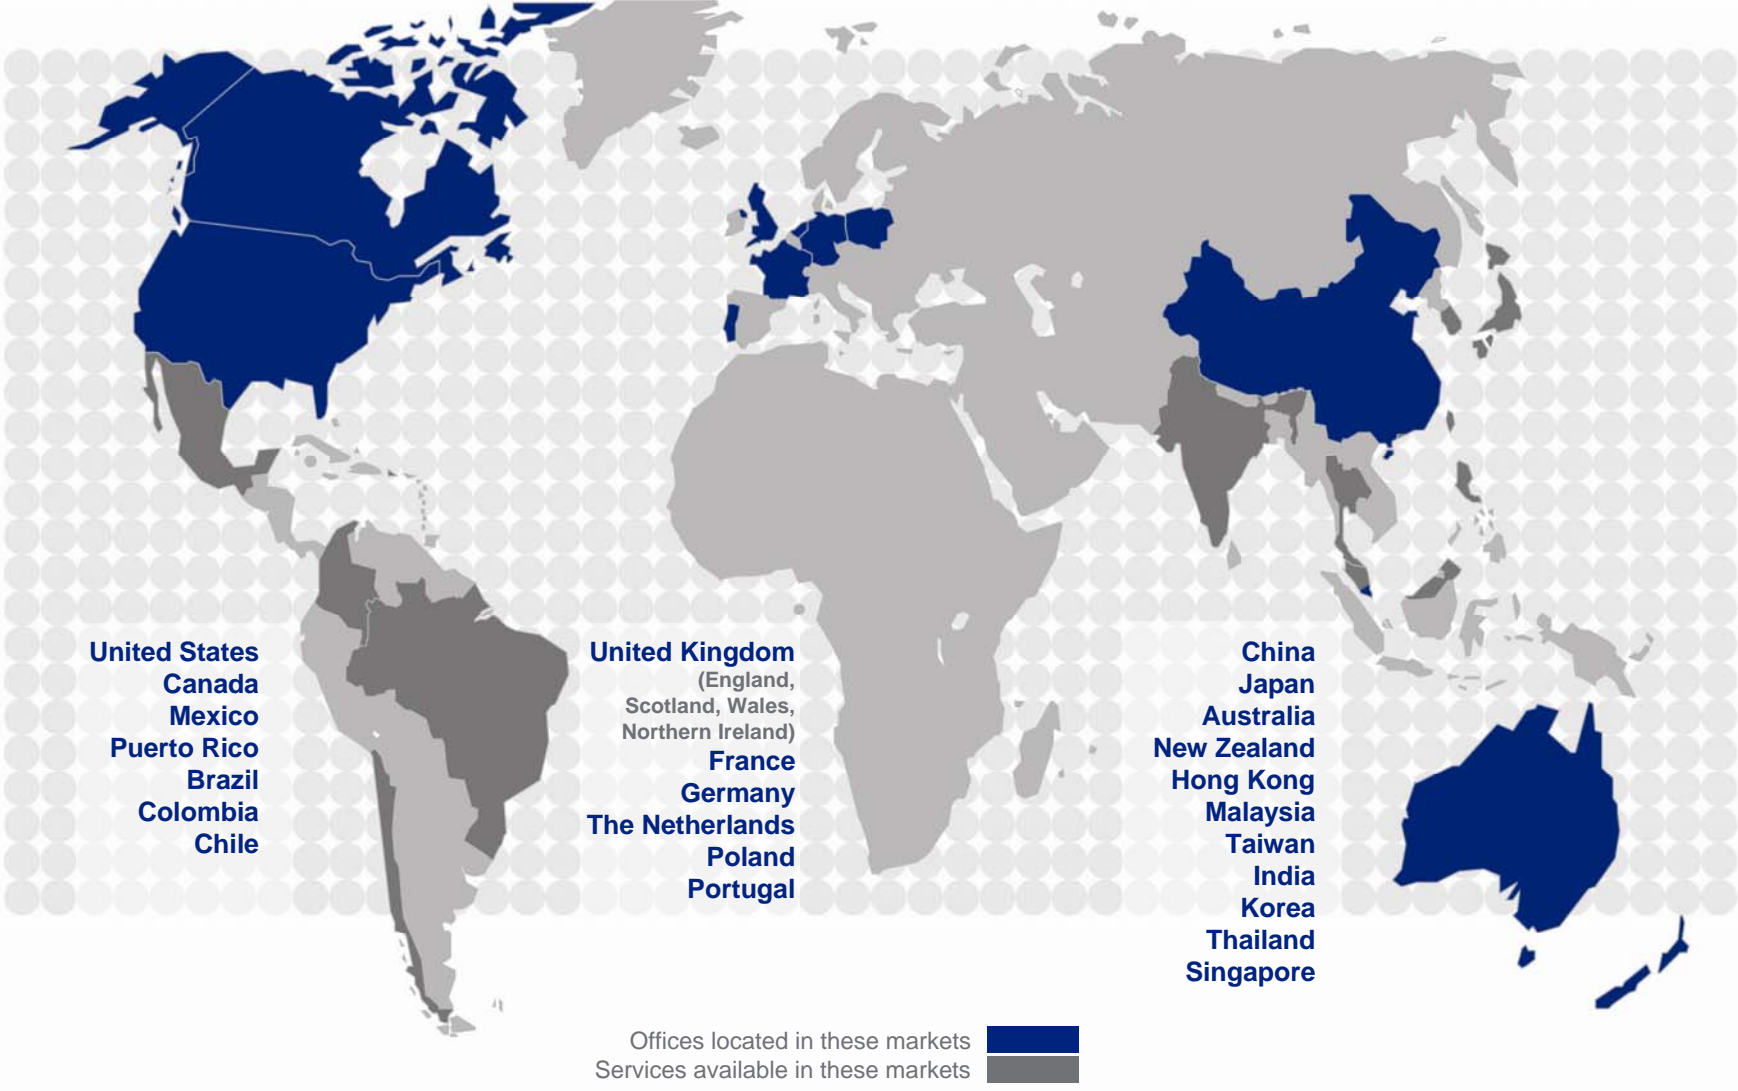 United States
Canada
Mexico
Puerto Rico
Brazil
Colombia
Chile
United Kingdom
(England,
Scotland, Wales,
Northern Ireland)
France
Germany
The Netherlands
Poland
Portugal
China
Japan
Australia
New Zealand
Hong Kong
Malaysia
Taiwan
India
Korea
Thailand
Singapore
Offices located in these markets
Services available in these markets